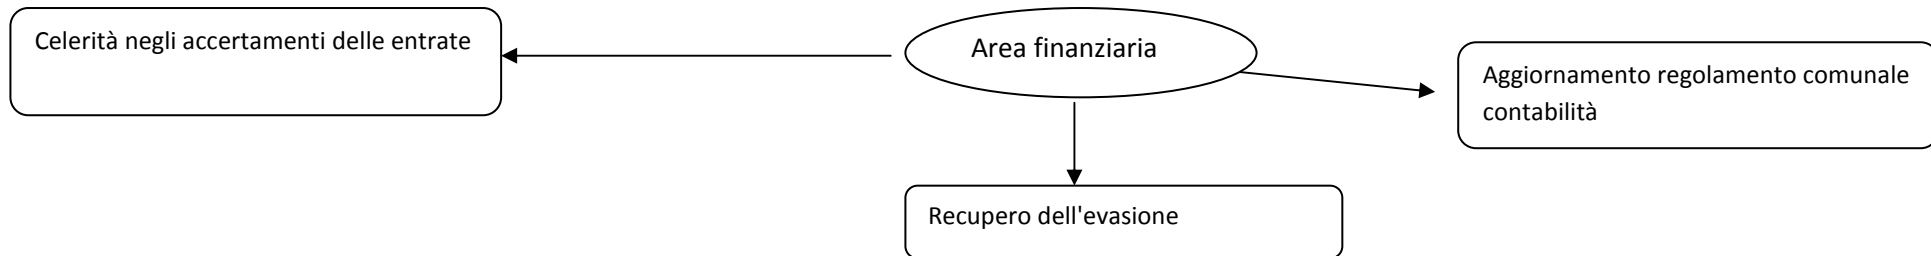 Celerità negli accertamenti delle entrate
Area finanziaria
Aggiornamento regolamento comunale
contabilità
Recupero dell'evasione